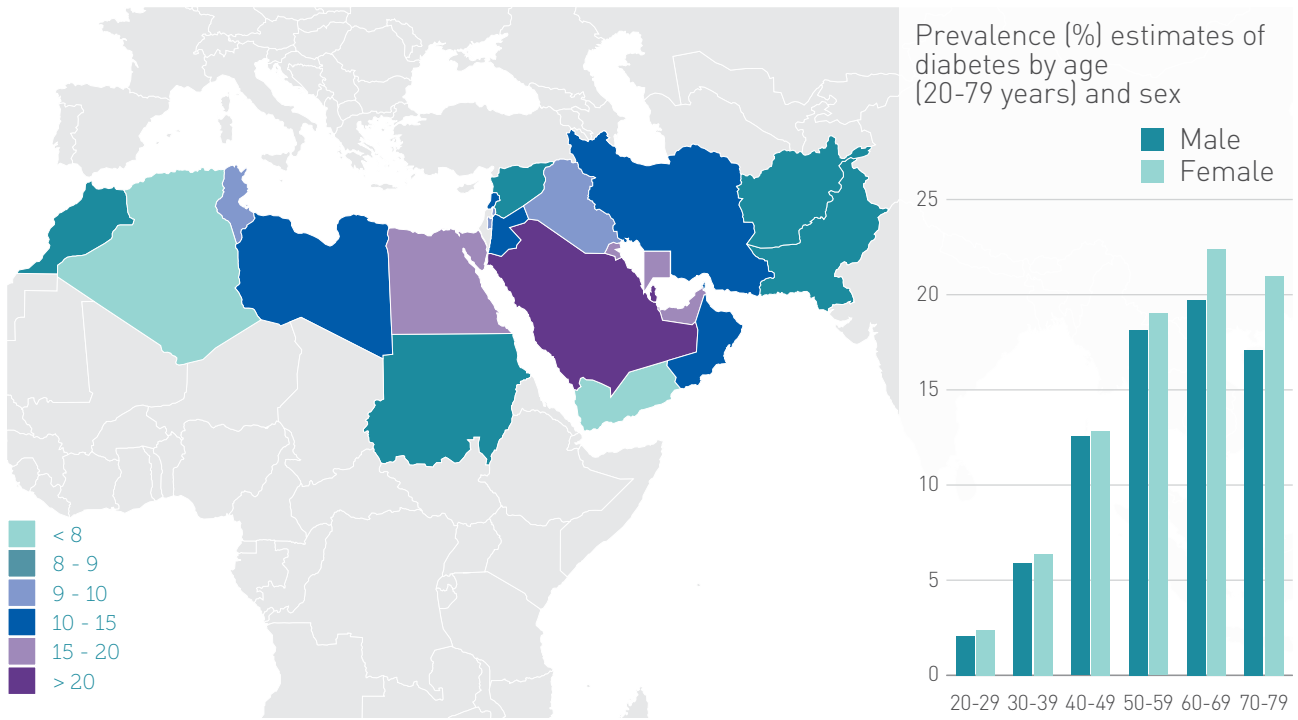 Prevalence (%) estimates of
diabetes by age
(20-79 years) and sex
Male
Female
25
20
15
10
5
0
20-29 30-39 40-49 50-59 60-69 70-79
< 8
8 - 9
9 - 10
10 - 15
15 - 20
> 20